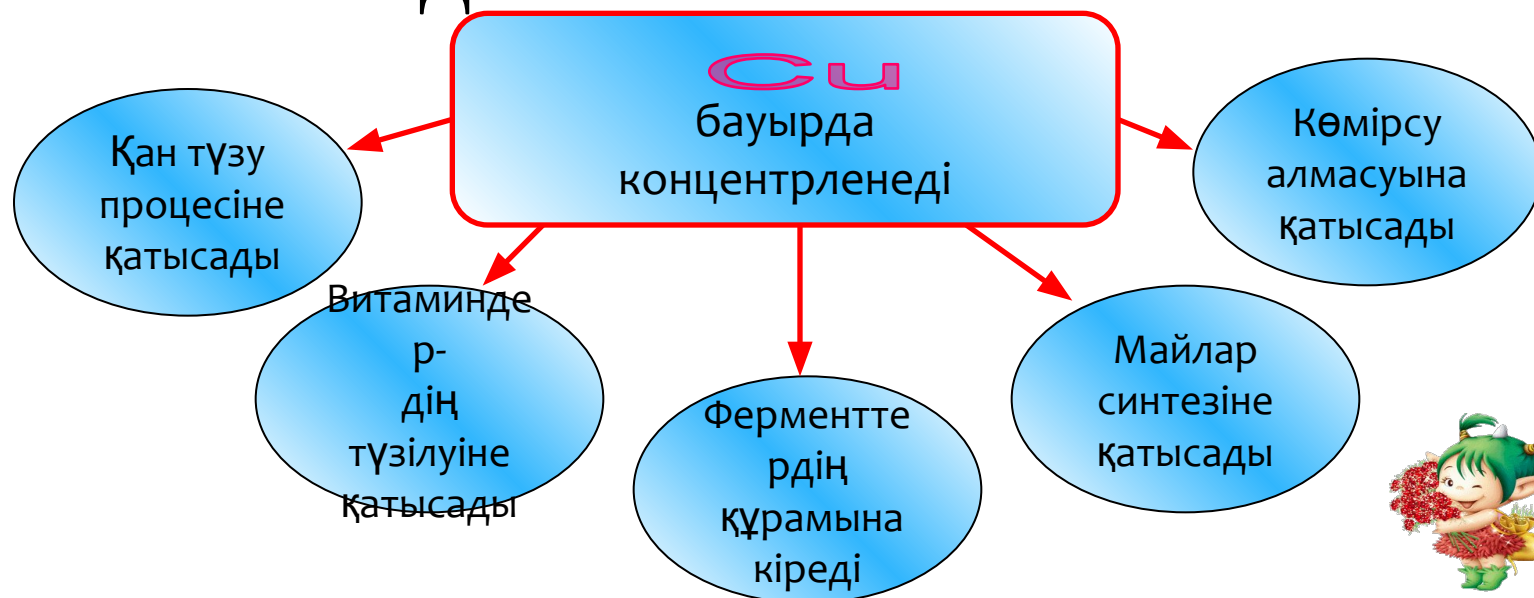 Cu
бауырда
концентрленеді
Қан түзу
процесіне
қатысады
Витаминде
р-
дің
түзілуіне
қатысады
Ферментте
рдің
құрамына
кіреді
Майлар
синтезіне
қатысады
Көмірсу
алмасуына
қатысады